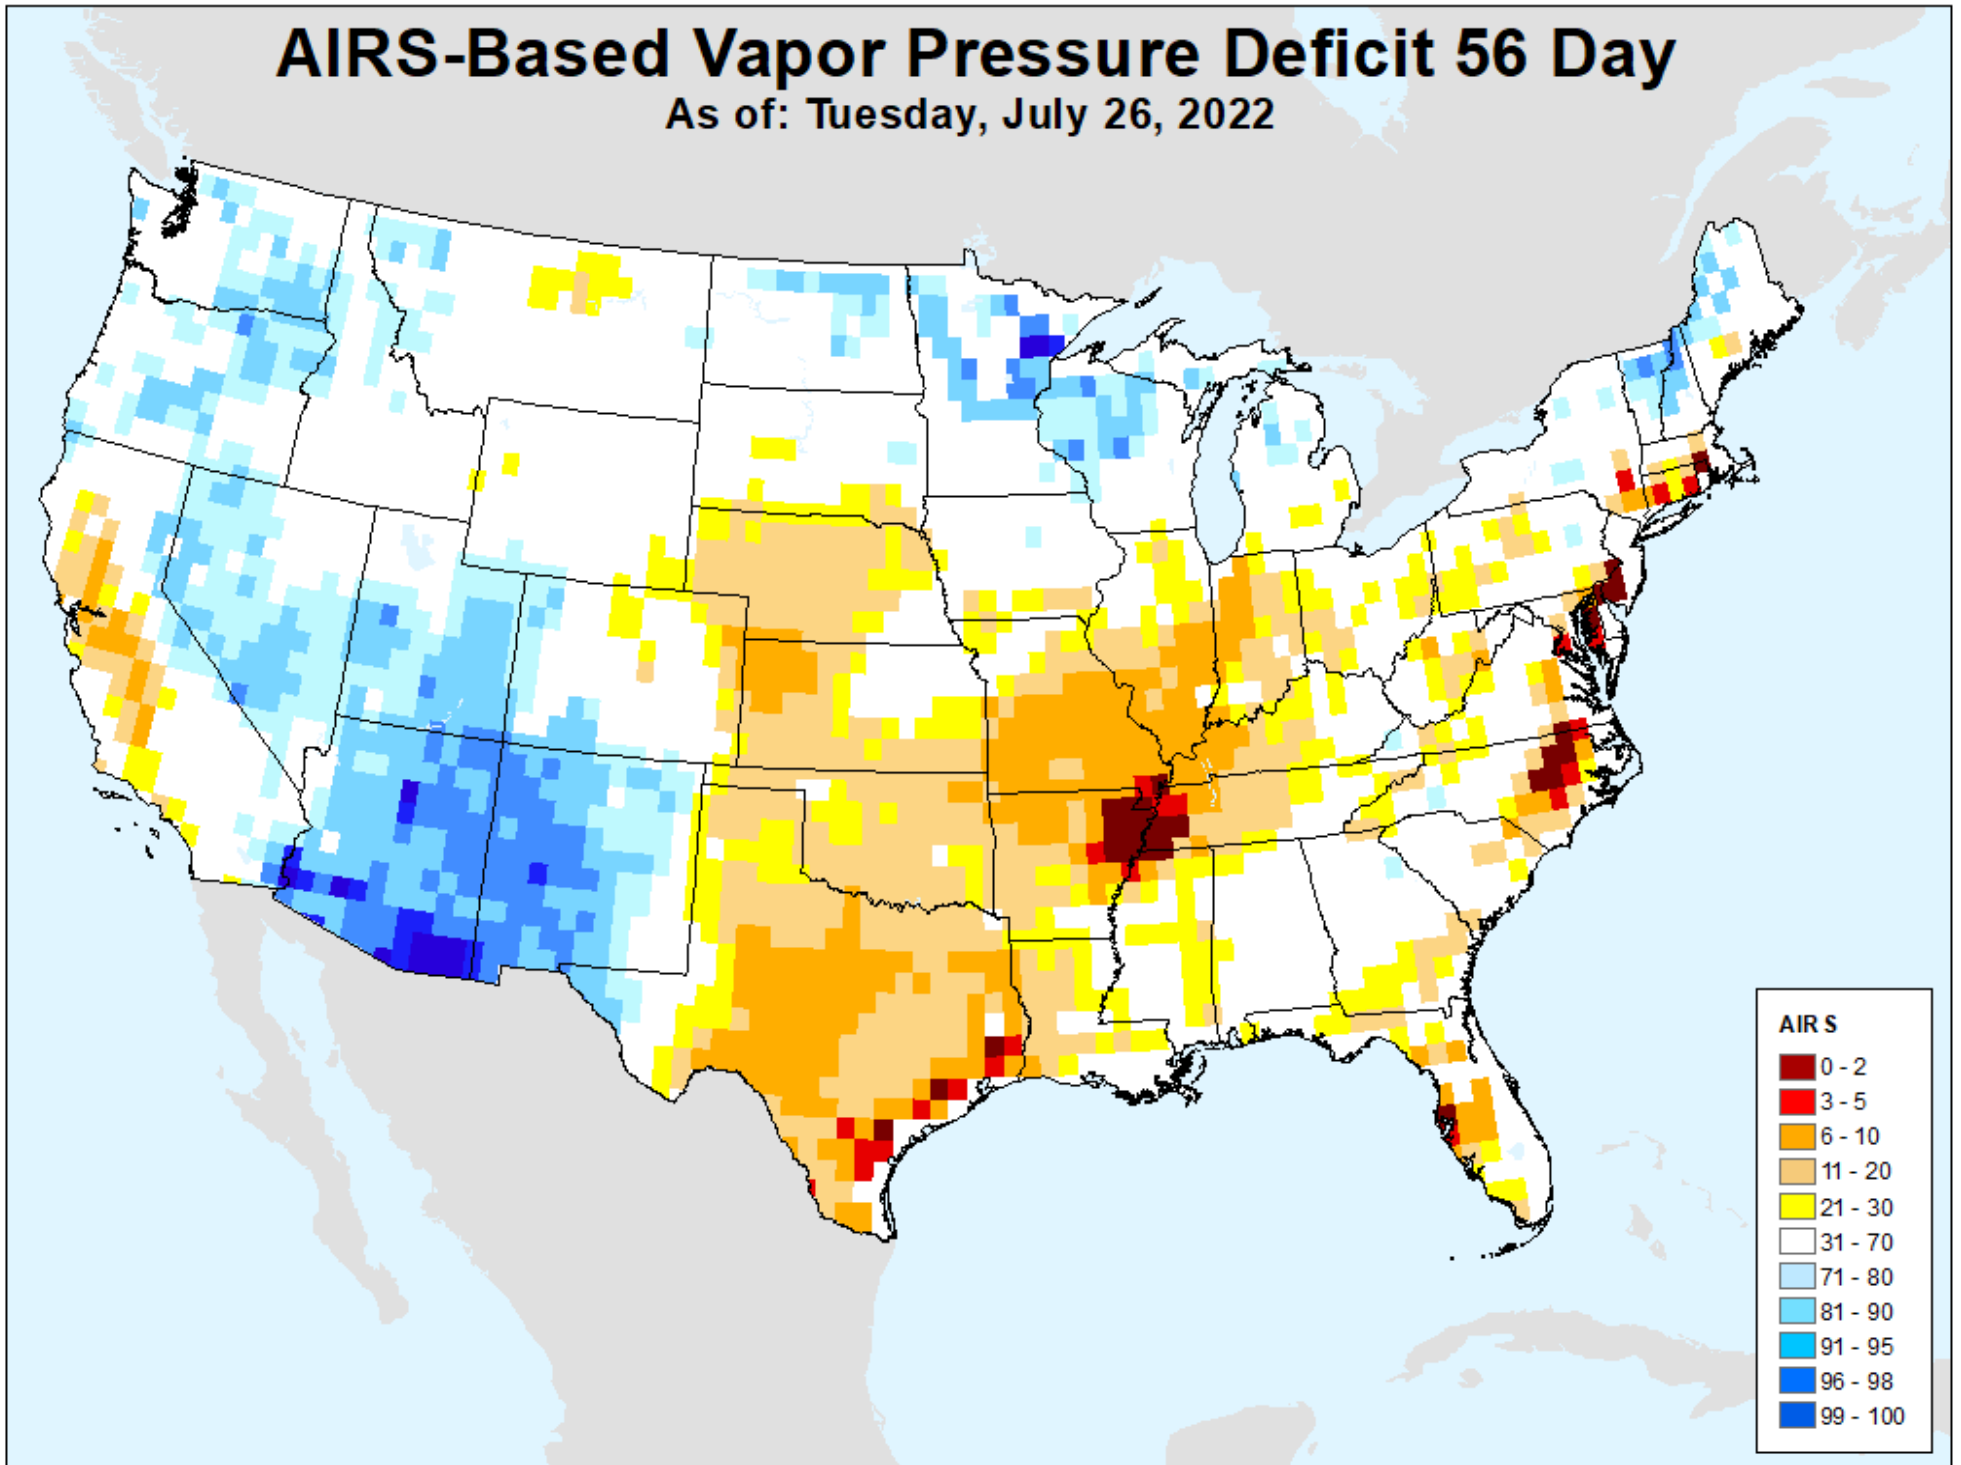 AIRS-Based Vapor Pressure Deficit 56 Day
As of: Tuesday, July 26, 2022
AIRS
0 - 2
3 - 5
6 - 10
11 - 20
21 - 30
31 - 70
71 - 80
81 - 90
91 - 95
96 - 98
99 - 100